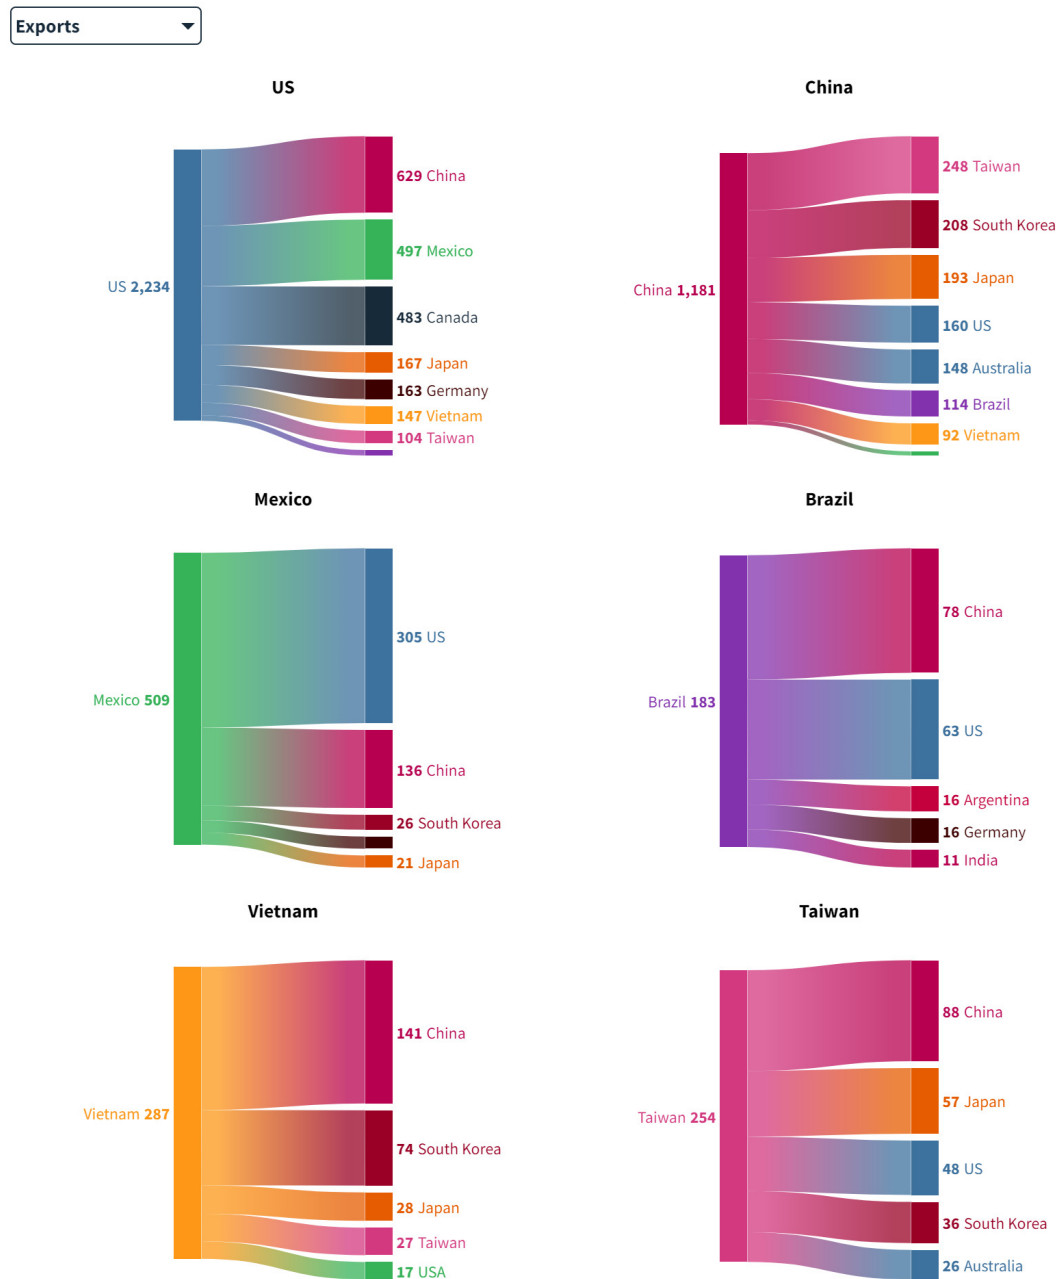 Exports
US
US 2,234
629 China
497 Mexico
483 Canada
167 Japan
163 Germany
147 Vietnam
104 Taiwan
China
China 1,181
248 Taiwan
208 South Korea
193 Japan
160 US
148 Australia
114 Brazil
92 Vietnam
Mexico
Mexico 509
305 US
136 China
26 South Korea
21 Japan
Brazil
Brazil 183
78 China
63 US
16 Argentina
16 Germany
11 India
Vietnam
Vietnam 287
141 China
74 South Korea
28 Japan
27 Taiwan
17 USA
Taiwan
Taiwan 254
88 China
57 Japan
48 US
36 South Korea
26 Australia